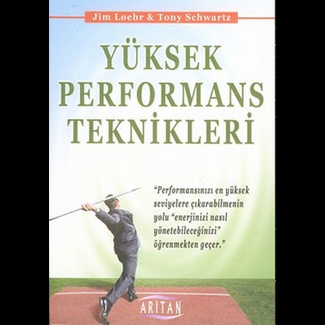 Jim Loehr & Tony Schwartz
YÜKSEK
PERFORMANS
TEKNİKLERİ
"Performansınızı en yüksek
seviyelere çıkarabilmenin
yolu "enerjinizi nasıl
yönetebileceğinizi"
öğrenmekten geçer."
ARITAN